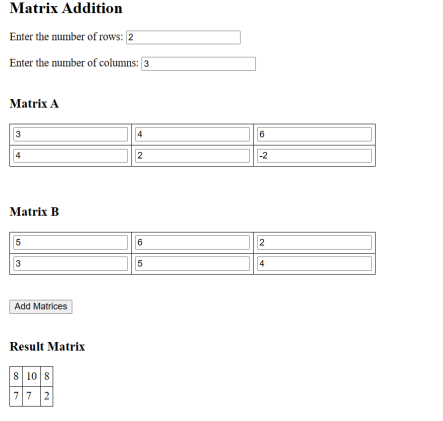 Matrix Addition
Enter the number of rows: 2
Enter the number of columns: 3
Matrix A
3 4 6
4 2 -2
Matrix B
5 6 2
3 5 4
Add Matrices
Result Matrix
8 10 8
7 7 2